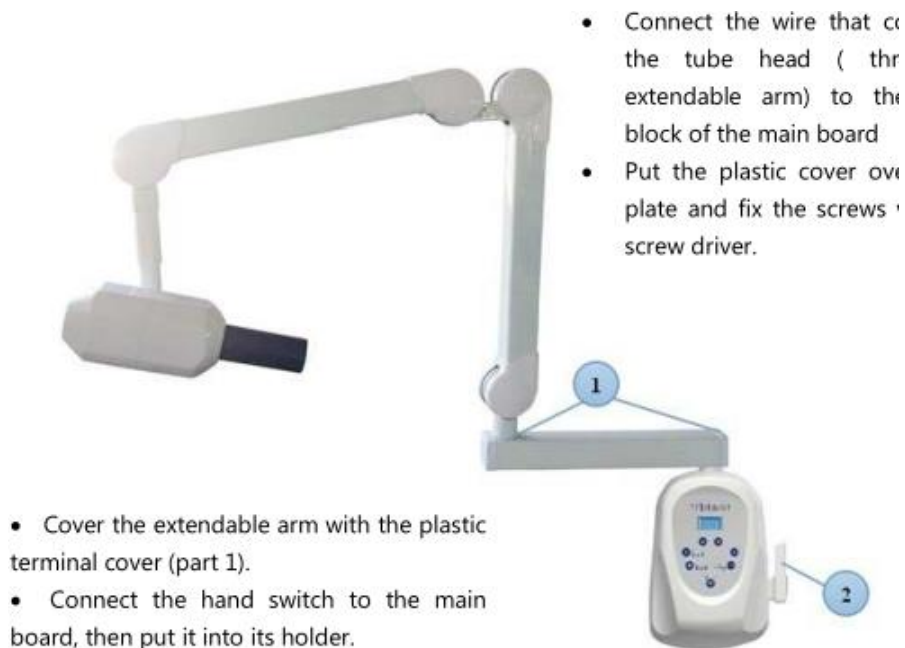 • Connect the wire that co
the tube head ( thr
extendable arm) to the
block of the main board
• Put the plastic cover ove
plate and fix the screws
screw driver.
1
• Cover the extendable arm with the plastic
terminal cover (part 1).
• Connect the hand switch to the main
board, then put it into its holder.
2